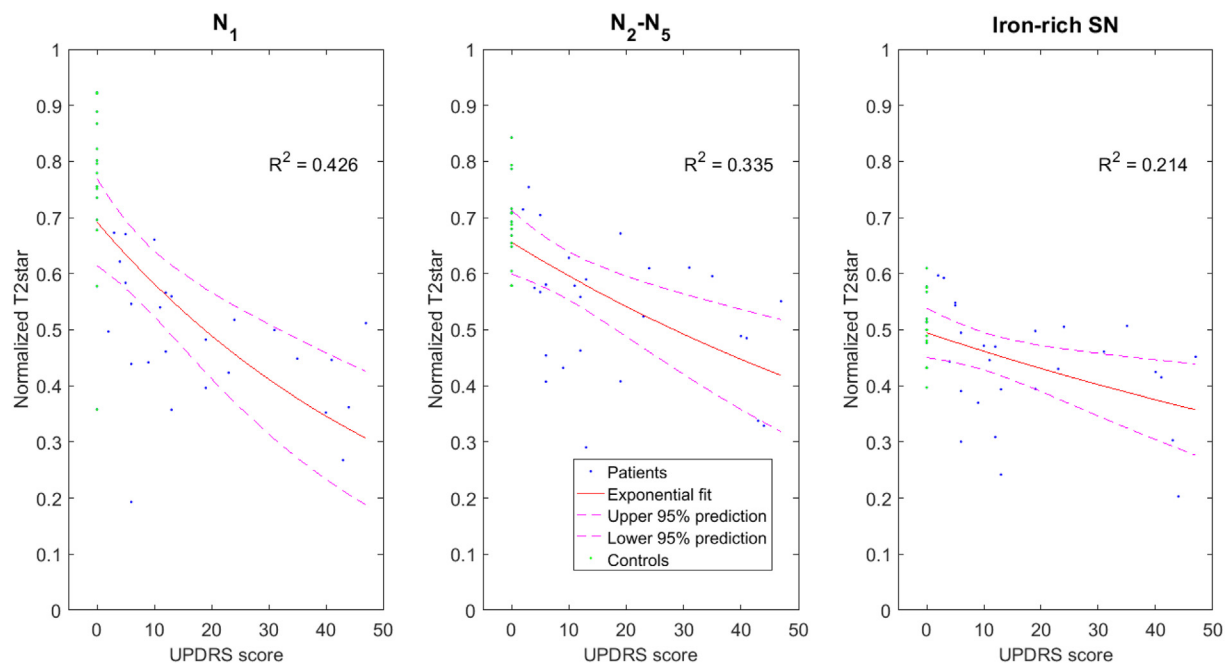 N₁
N₂-N₅
Iron-rich SN
1
0.9
0.8
0.7
0.6
0.5
0.4
0.3
0.2
0.1
0
Normalized T2star
R² = 0.426
0 10 20 30 40 50
UPDRS score
1
0.9
0.8
0.7
0.6
0.5
0.4
0.3
0.2
0.1
0
Normalized T2star
R² = 0.335
Patients
Exponential fit
Upper 95% prediction
Lower 95% prediction
Controls
0 10 20 30 40 50
UPDRS score
1
0.9
0.8
0.7
0.6
0.5
0.4
0.3
0.2
0.1
0
Normalized T2star
R² = 0.214
0 10 20 30 40 50
UPDRS score